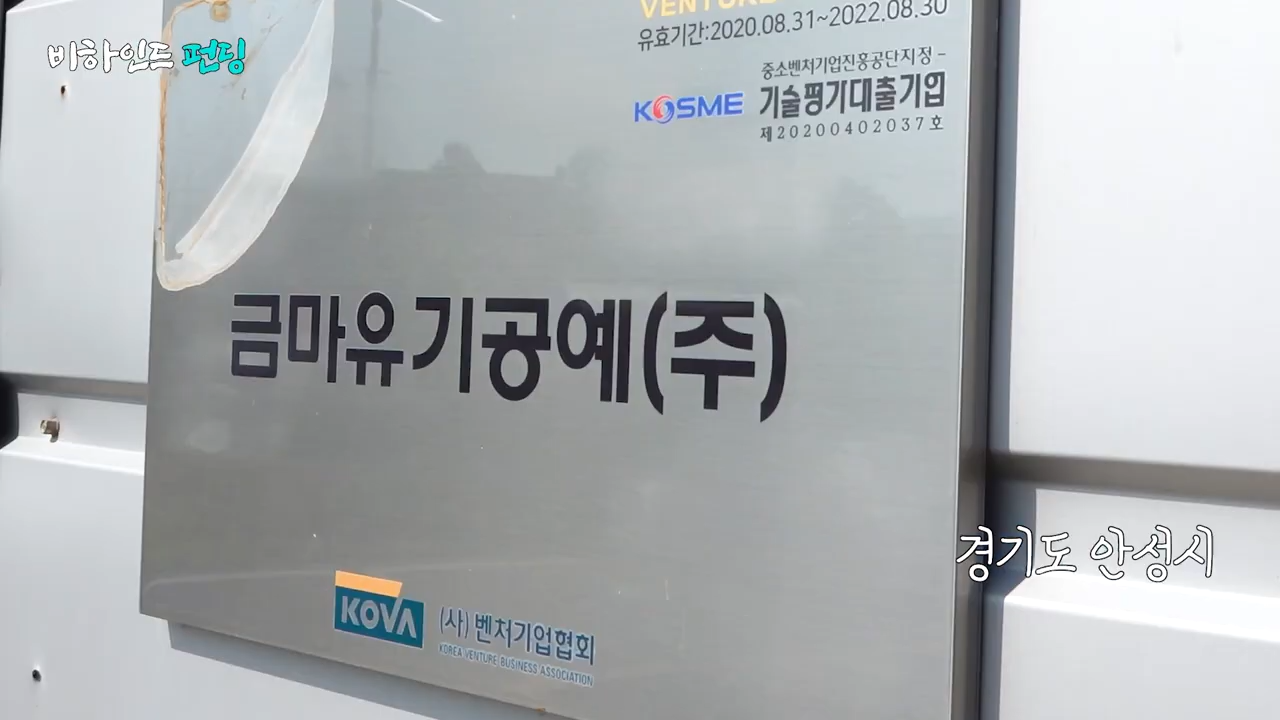 비하인드 펀딩
VENTURE
유효기간:2020.08.31~2022.08.30
중소벤처기업진흥공단지정 -
KOSME 기술평가대출기업
제20200402037호
금마유기공예(주)
경기도 안성시
KOVA (사)벤처기업협회
KOREA VENTURE BUSINESS ASSOCIATION